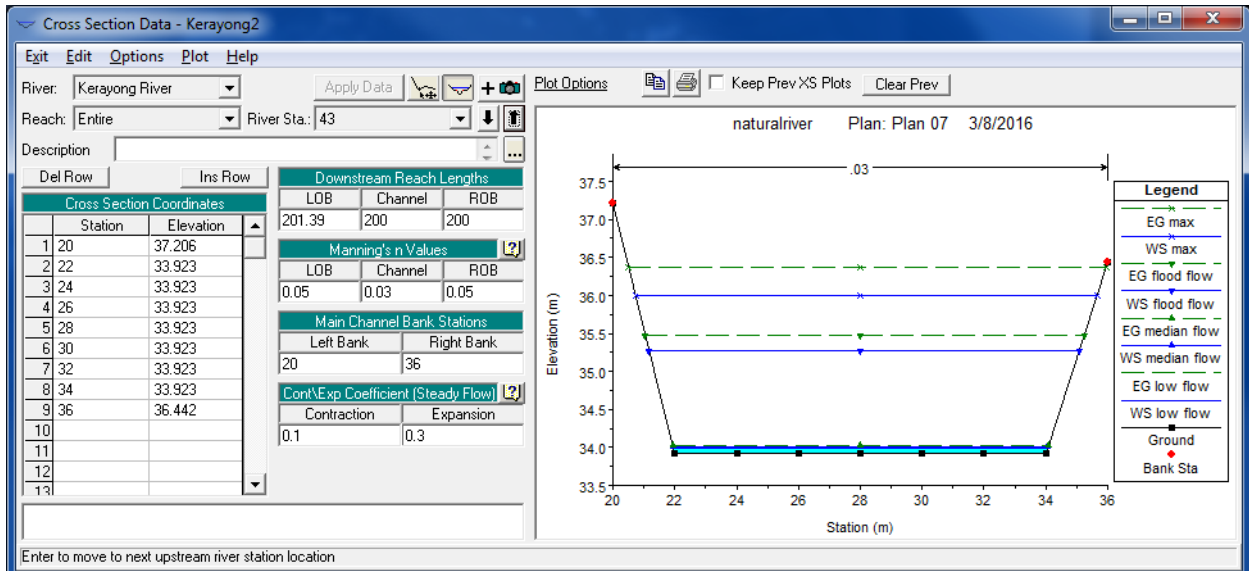 Cross Section Data - Kerayong2
Exit Edit Options Plot Help
River: Kerayong River Apply Data + Plot Options Keep Prev XS Plots Clear Prev
Reach: Entire River Sta.: 43
Description ...
Del Row Ins Row
Cross Section Coordinates
Station Elevation
1 20 37.206
2 22 33.923
3 24 33.923
4 26 33.923
5 28 33.923
6 30 33.923
7 32 33.923
8 34 33.923
9 36 36.442
10
11
12
13
Downstream Reach Lengths
LOB Channel ROB
201.39 200 200
Manning's n Values
LOB Channel ROB
0.05 0.03 0.05
Main Channel Bank Stations
Left Bank Right Bank
20 36
Cont\Exp Coefficient (Steady Flow)
Contraction Expansion
0.1 0.3
naturalriver Plan: Plan 07 3/8/2016
.03
37.5
37.0
36.5
36.0
35.5
35.0
34.5
34.0
33.5
Elevation (m)
20 22 24 26 28 30 32 34 36
Station (m)
Legend
EG max
WS max
EG flood flow
WS flood flow
EG median flow
WS median flow
EG low flow
WS low flow
Ground
Bank Sta
Enter to move to next upstream river station location